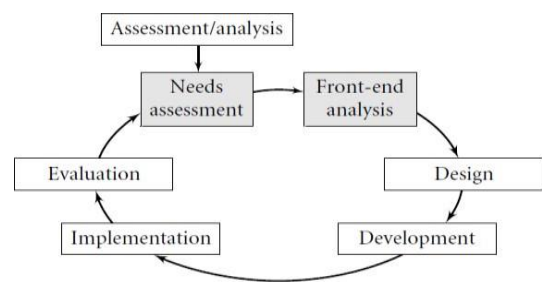 Assessment/analysis
Needs
assessment
Front-end
analysis
Evaluation
Design
Implementation
Development